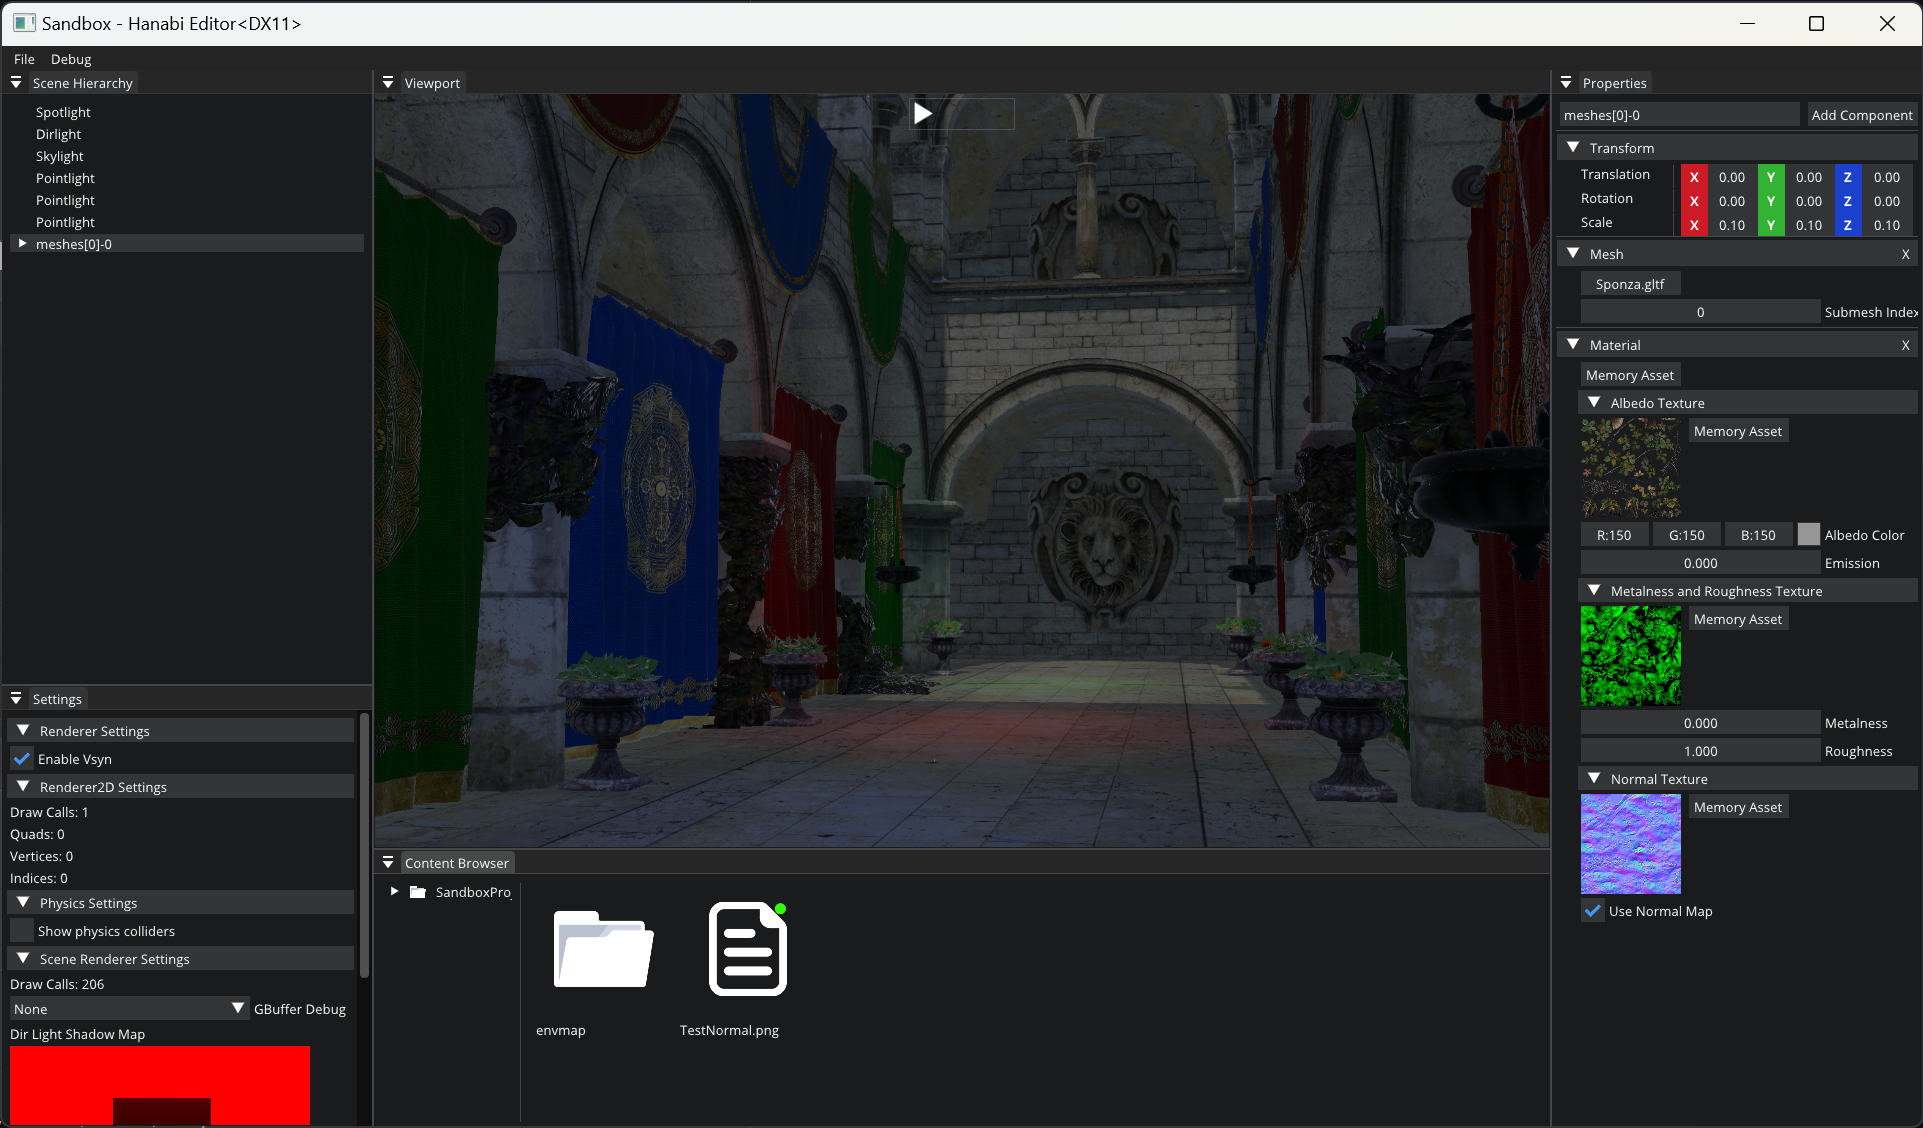 Sandbox - Hanabi Editor<DX11>
File Debug
Scene Hierarchy
Spotlight
Dirlight
Skylight
Pointlight
Pointlight
Pointlight
meshes[0]-0
Settings
Renderer Settings
Enable Vsyn
Renderer2D Settings
Draw Calls: 1
Quads: 0
Vertices: 0
Indices: 0
Physics Settings
Show physics colliders
Scene Renderer Settings
Draw Calls: 206
None GBuffer Debug
Dir Light Shadow Map
Viewport
Content Browser
SandboxProj
envmap
TestNormal.png
Properties
meshes[0]-0 Add Component
Transform
Translation X 0.00 Y 0.00 Z 0.00
Rotation X 0.00 Y 0.00 Z 0.00
Scale X 0.10 Y 0.10 Z 0.10
Mesh X
Sponza.gltf
0 Submesh Index
Material X
Memory Asset
Albedo Texture
Memory Asset
R:150 G:150 B:150 Albedo Color
0.000 Emission
Metalness and Roughness Texture
Memory Asset
0.000 Metalness
1.000 Roughness
Normal Texture
Memory Asset
Use Normal Map